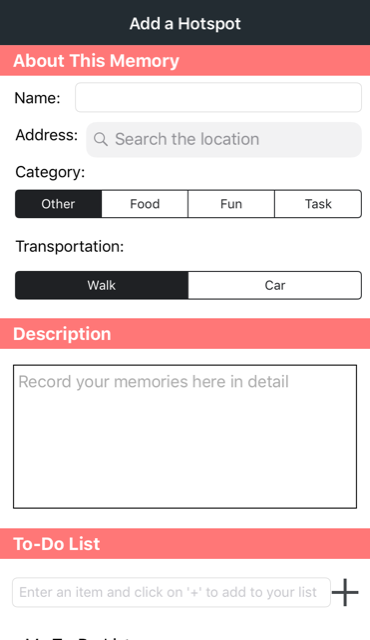 Add a Hotspot
About This Memory
Name:
Address: Search the location
Category:
Other Food Fun Task
Transportation:
Walk Car
Description
Record your memories here in detail
To-Do List
Enter an item and click on '+' to add to your list